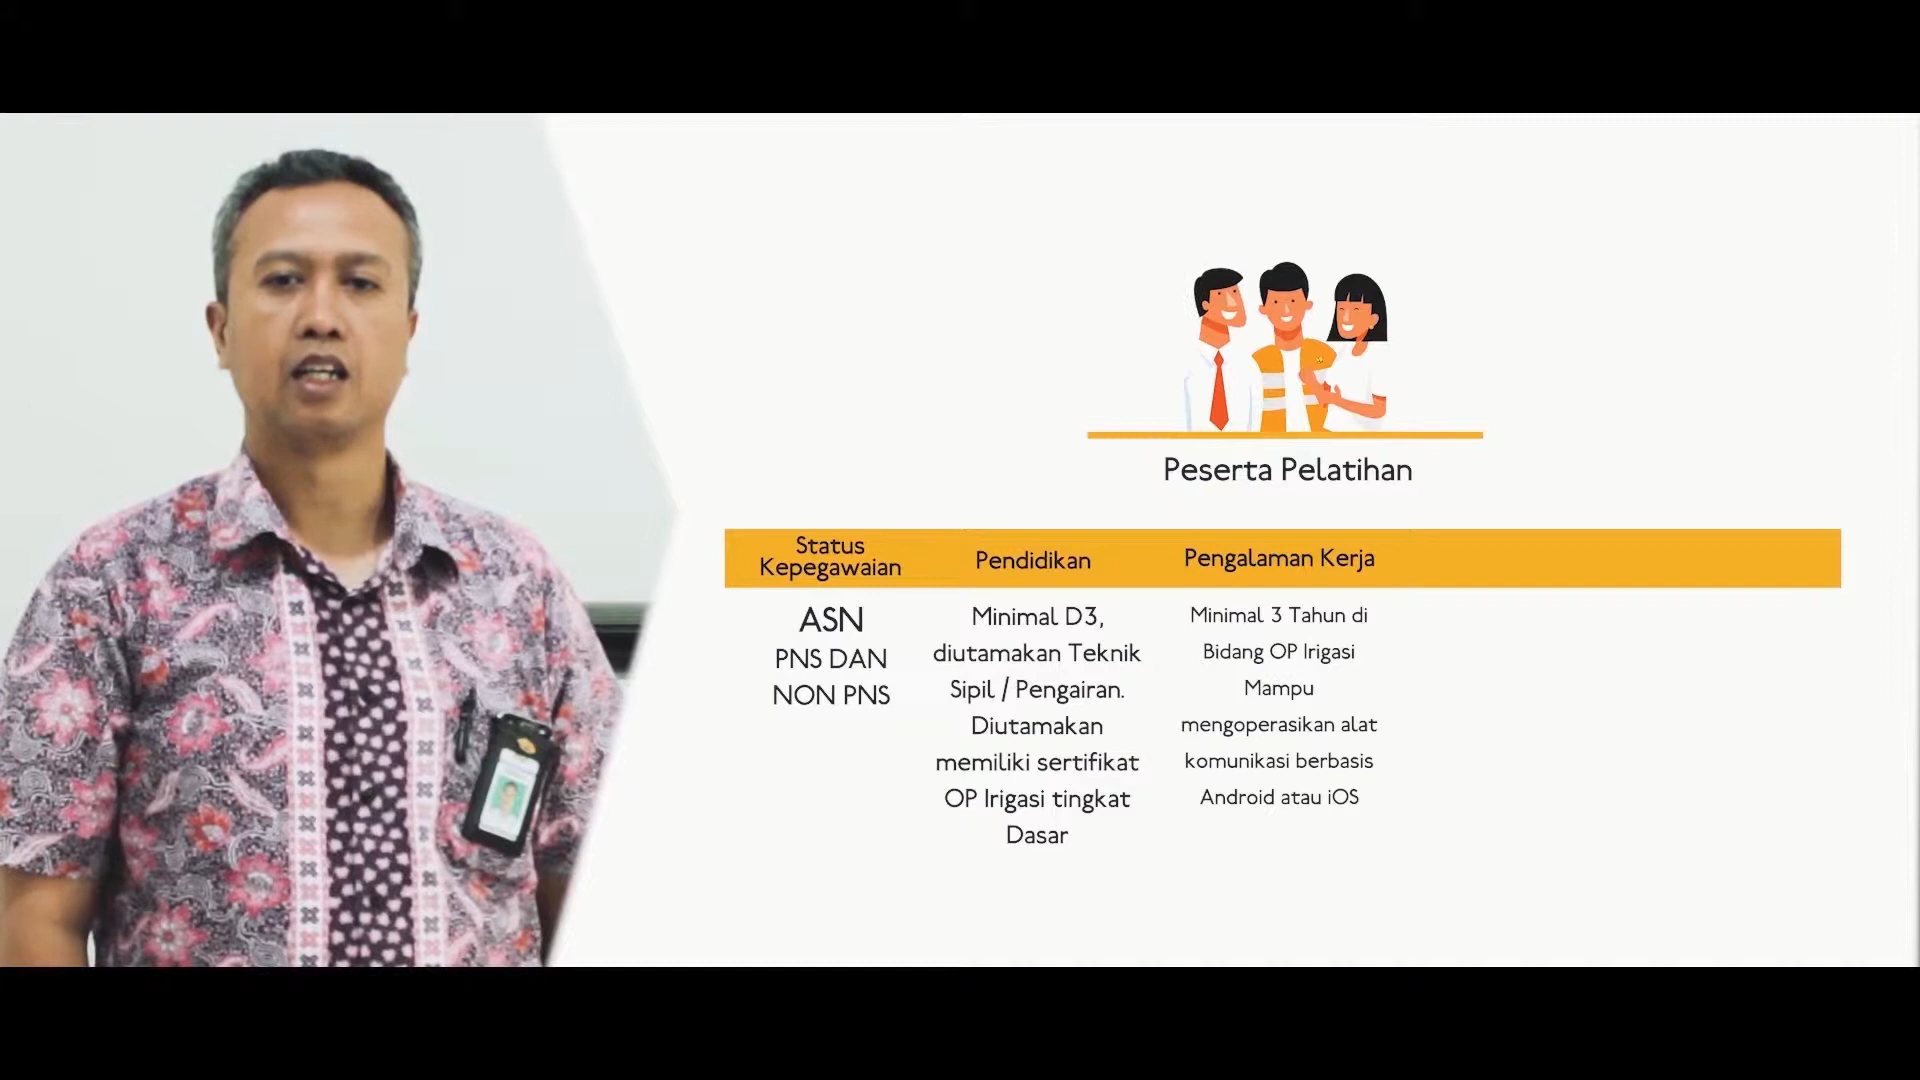 Peserta Pelatihan
Status
Kepegawaian
Pendidikan
Pengalaman Kerja
ASN
PNS DAN
NON PNS
Minimal D3,
diutamakan Teknik
Sipil / Pengairan.
Diutamakan
memiliki sertifikat
OP Irigasi tingkat
Dasar
Minimal 3 Tahun di
Bidang OP Irigasi
Mampu
mengoperasikan alat
komunikasi berbasis
Android atau iOS